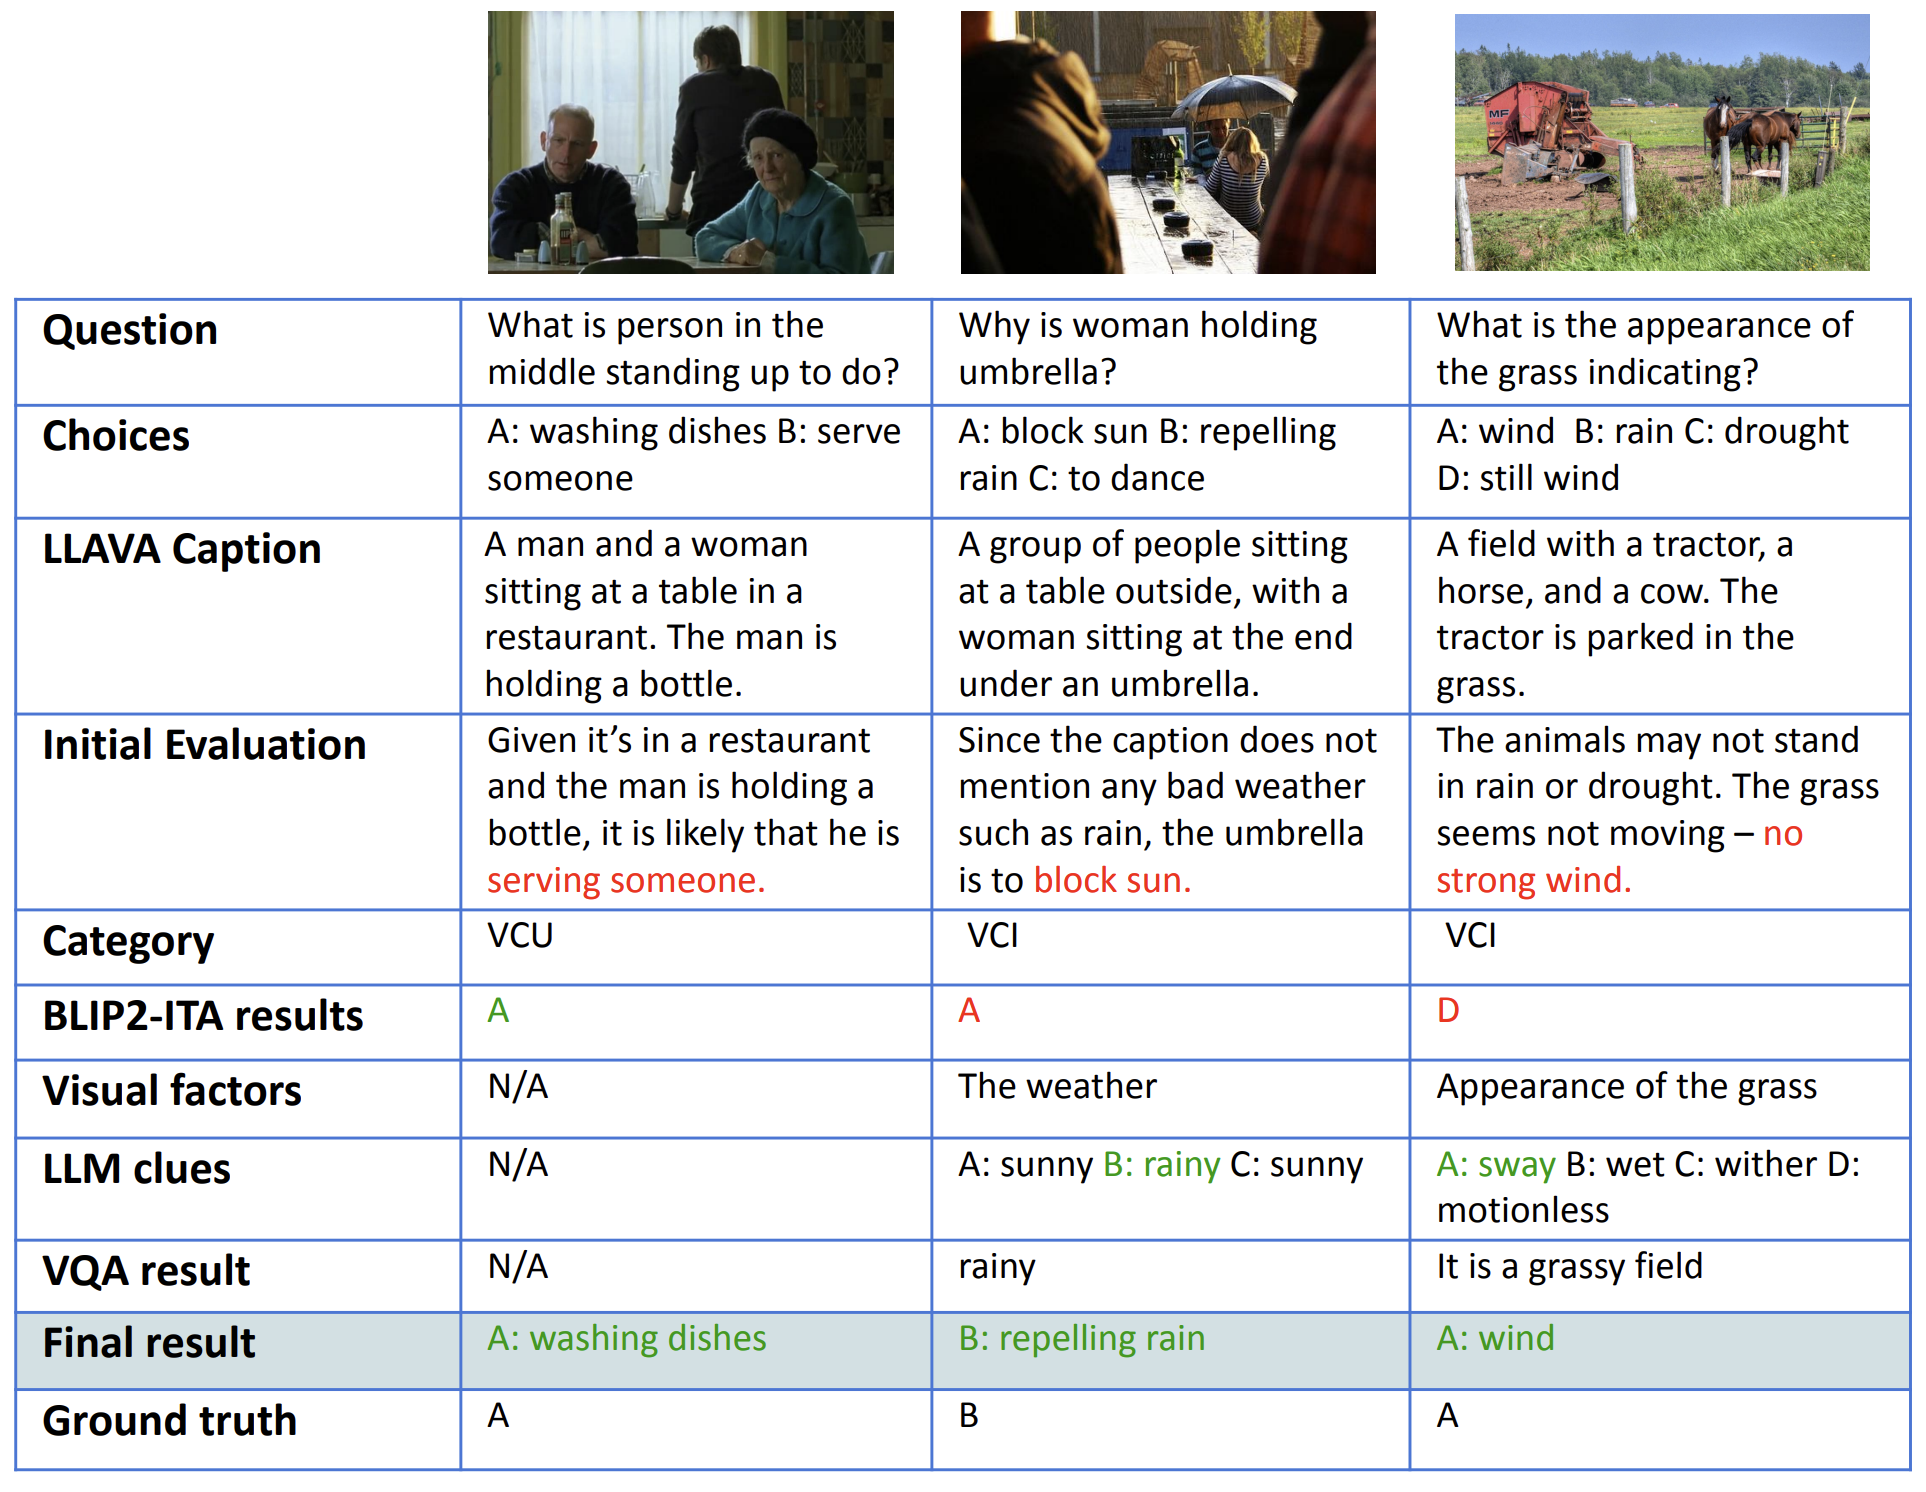 MF
Question
What is person in the
middle standing up to do?
Why is woman holding
umbrella?
What is the appearance of
the grass indicating?
Choices
A: washing dishes B: serve
someone
A: block sun B: repelling
rain C: to dance
A: wind  B: rain C: drought
D: still wind
LLAVA Caption
A man and a woman
sitting at a table in a
restaurant. The man is
holding a bottle.
A group of people sitting
at a table outside, with a
woman sitting at the end
under an umbrella.
A field with a tractor, a
horse, and a cow. The
tractor is parked in the
grass.
Initial Evaluation
Given it’s in a restaurant
and the man is holding a
bottle, it is likely that he is
serving someone.
Since the caption does not
mention any bad weather
such as rain, the umbrella
is to block sun.
The animals may not stand
in rain or drought. The grass
seems not moving – no
strong wind.
Category
VCU
VCI
VCI
BLIP2-ITA results
A
A
D
Visual factors
N/A
The weather
Appearance of the grass
LLM clues
N/A
A: sunny B: rainy C: sunny
A: sway B: wet C: wither D:
motionless
VQA result
N/A
rainy
It is a grassy field
Final result
A: washing dishes
B: repelling rain
A: wind
Ground truth
A
B
A